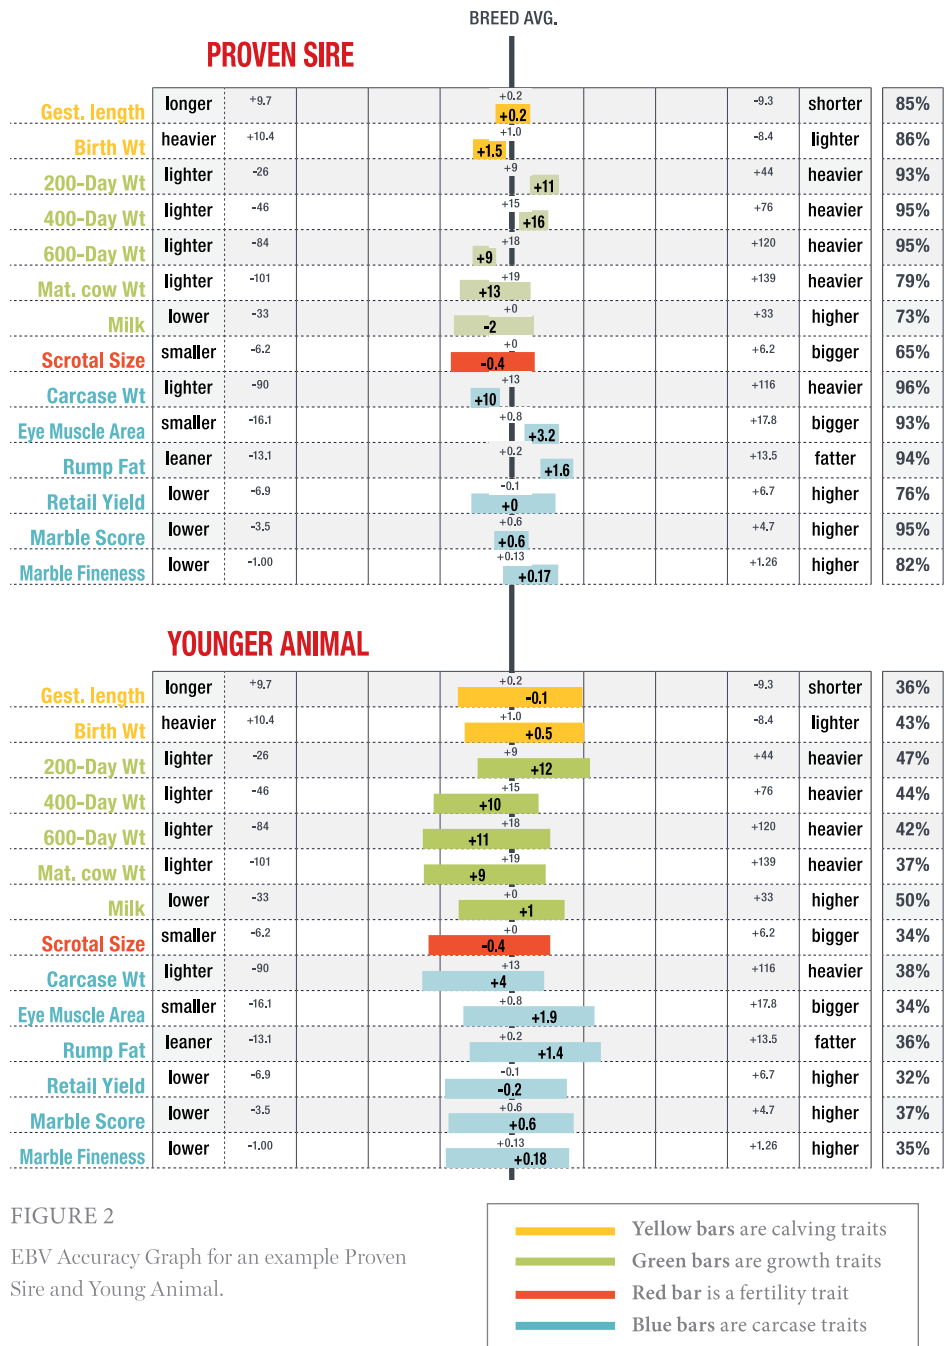 BREED AVG.
PROVEN SIRE
Gest. length longer +9.7 +0.2 +0.2 -9.3 shorter 85%
Birth Wt heavier +10.4 +1.0 +1.5 -8.4 lighter 86%
200-Day Wt lighter -26 +9 +11 +44 heavier 93%
400-Day Wt lighter -46 +15 +16 +76 heavier 95%
600-Day Wt lighter -84 +18 +9 +120 heavier 95%
Mat. cow Wt lighter -101 +19 +13 +139 heavier 79%
Milk lower -33 +0 -2 +33 higher 73%
Scrotal Size smaller -6.2 +0 -0.4 +6.2 bigger 65%
Carcase Wt lighter -90 +13 +10 +116 heavier 96%
Eye Muscle Area smaller -16.1 +0.8 +3.2 +17.8 bigger 93%
Rump Fat leaner -13.1 +0.2 +1.6 +13.5 fatter 94%
Retail Yield lower -6.9 -0.1 +0 +6.7 higher 76%
Marble Score lower -3.5 +0.6 +0.6 +4.7 higher 95%
Marble Fineness lower -1.00 +0.13 +0.17 +1.26 higher 82%
YOUNGER ANIMAL
Gest. length longer +9.7 +0.2 -0.1 -9.3 shorter 36%
Birth Wt heavier +10.4 +1.0 +0.5 -8.4 lighter 43%
200-Day Wt lighter -26 +9 +12 +44 heavier 47%
400-Day Wt lighter -46 +15 +10 +76 heavier 44%
600-Day Wt lighter -84 +18 +11 +120 heavier 42%
Mat. cow Wt lighter -101 +19 +9 +139 heavier 37%
Milk lower -33 +0 +1 +33 higher 50%
Scrotal Size smaller -6.2 +0 -0.4 +6.2 bigger 34%
Carcase Wt lighter -90 +13 +4 +116 heavier 38%
Eye Muscle Area smaller -16.1 +0.8 +1.9 +17.8 bigger 34%
Rump Fat leaner -13.1 +0.2 +1.4 +13.5 fatter 36%
Retail Yield lower -6.9 -0.1 -0.2 +6.7 higher 32%
Marble Score lower -3.5 +0.6 +0.6 +4.7 higher 37%
Marble Fineness lower -1.00 +0.13 +0.18 +1.26 higher 35%
FIGURE 2
EBV Accuracy Graph for an example Proven
Sire and Young Animal.
Yellow bars are calving traits
Green bars are growth traits
Red bar is a fertility trait
Blue bars are carcase traits